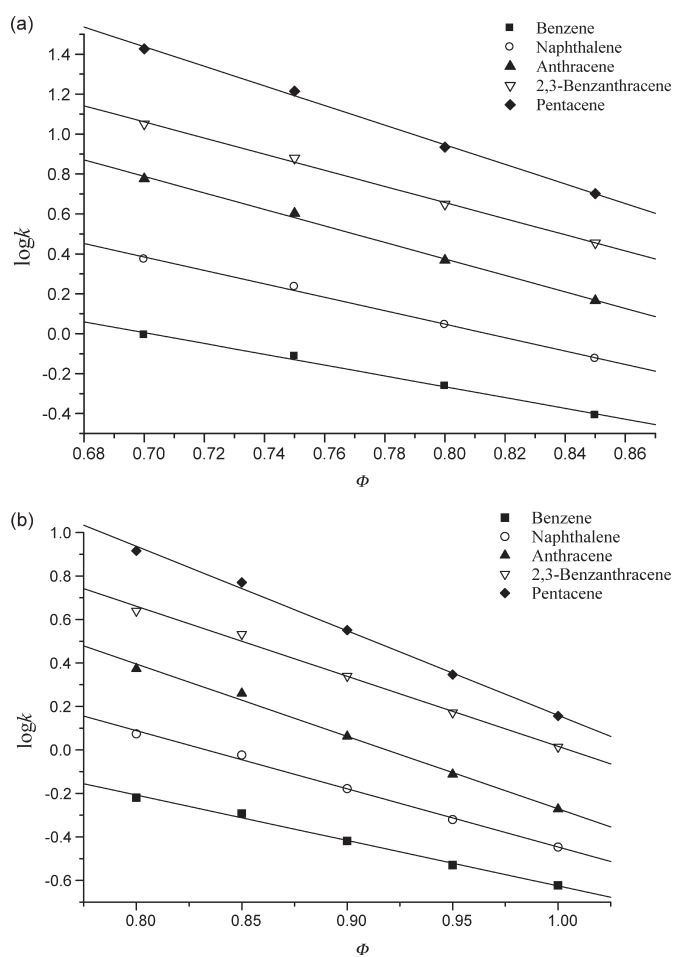 (a)
Benzene
Naphthalene
Anthracene
2,3-Benzanthracene
Pentacene
1.4
1.2
1.0
0.8
0.6
0.4
0.2
0.0
-0.2
-0.4
logk
0.68 0.70 0.72 0.74 0.76 0.78 0.80 0.82 0.84 0.86
Φ
(b)
Benzene
Naphthalene
Anthracene
2,3-Benzanthracene
Pentacene
1.0
0.8
0.6
0.4
0.2
0.0
-0.2
-0.4
-0.6
logk
0.80 0.85 0.90 0.95 1.00
Φ